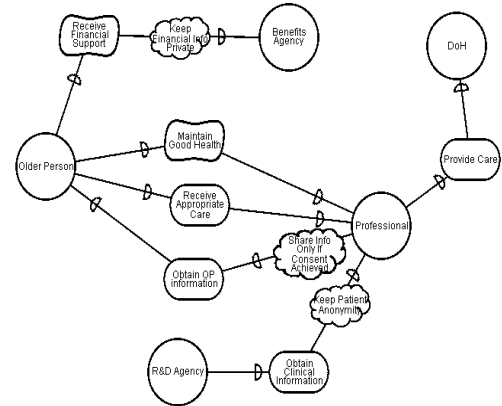 Receive
Financial
Support
Keep
Financial Info
Private
Benefits
Agency
DoH
Maintain
Good Health
Provide Care
Older Person
Receive
Appropriate
Care
Professional
Share Info
Only If
Consent
Achieved
Obtain OP
information
Keep Patient
Anonymity
R&D Agency
Obtain
Clinical
Information